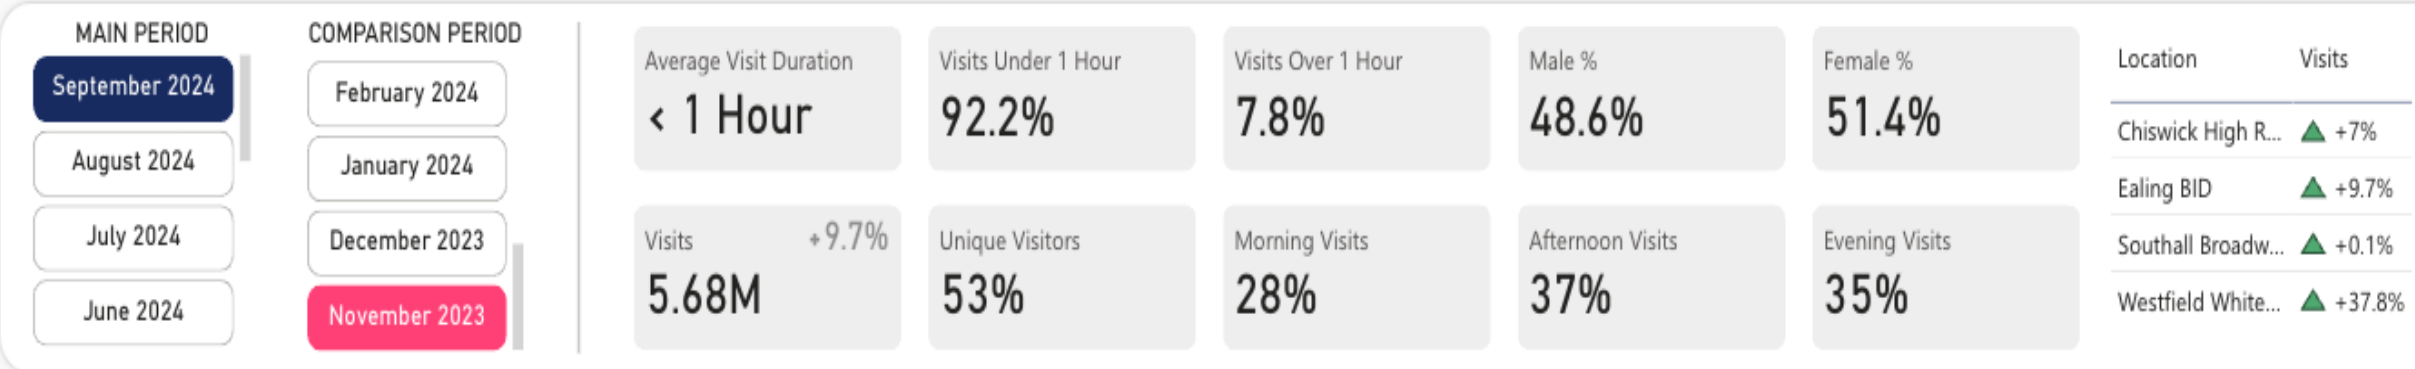 MAIN PERIOD
September 2024
August 2024
July 2024
June 2024
COMPARISON PERIOD
February 2024
January 2024
December 2023
November 2023
Average Visit Duration
< 1 Hour
Visits Under 1 Hour
92.2%
Visits Over 1 Hour
7.8%
Male %
48.6%
Female %
51.4%
Visits +9.7%
5.68M
Unique Visitors
53%
Morning Visits
28%
Afternoon Visits
37%
Evening Visits
35%
Location Visits
Chiswick High R... +7%
Ealing BID +9.7%
Southall Broadw... +0.1%
Westfield White... +37.8%